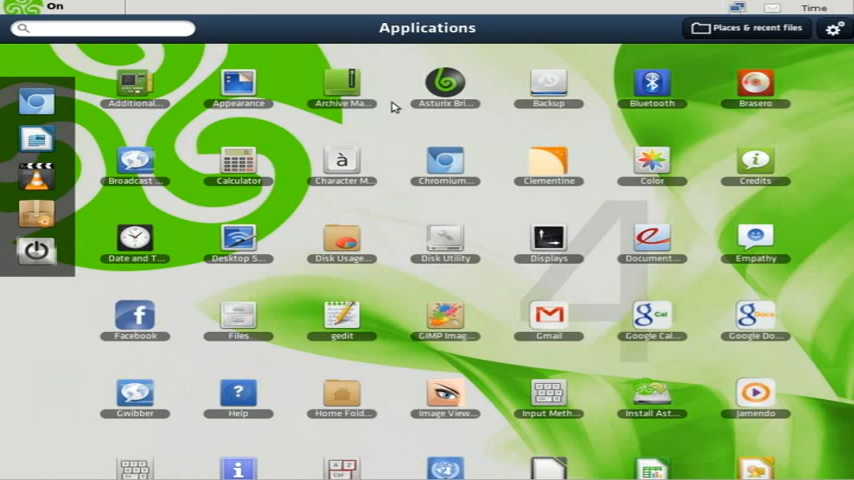 On
Time
Applications
Places & recent files
Additional...
Appearance
Archive Ma...
Asturix Bri...
Backup
Bluetooth
Brasero
Broadcast ...
Calculator
Character M...
Chromium...
Clementine
Color
Credits
Date and T...
Desktop S...
Disk Usage...
Disk Utility
Displays
Document...
Empathy
Facebook
Files
gedit
GIMP Imag...
Gmail
Google Cal...
Google Do...
Gwibber
Help
Home Fold...
Image View...
Input Meth...
Install Ast...
Jamendo
4